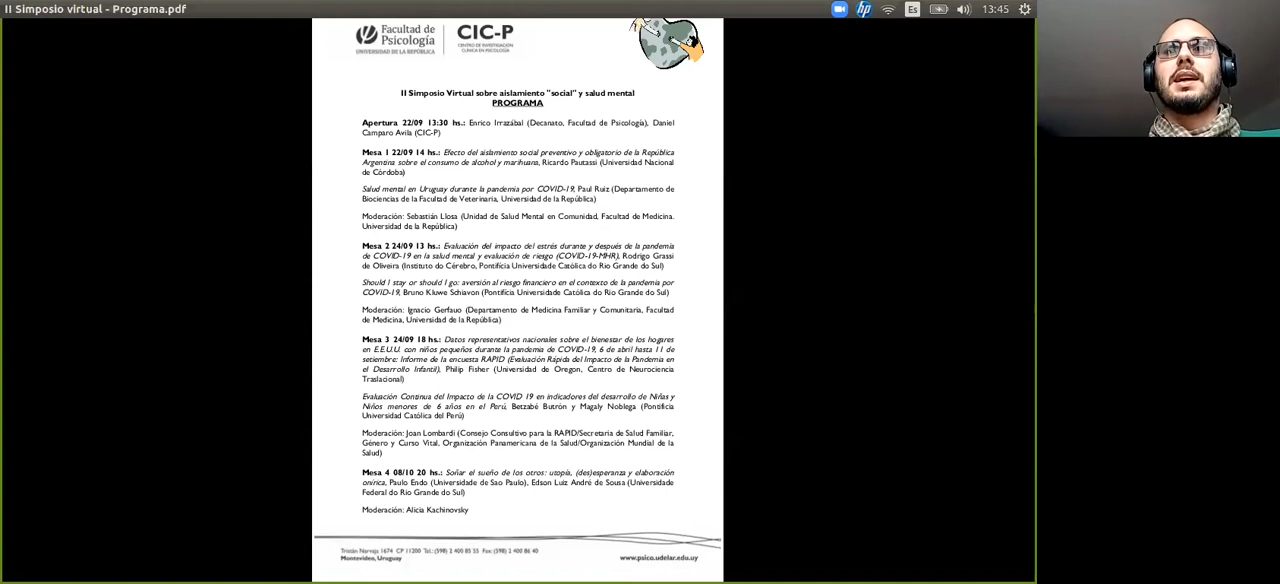 II Simposio virtual - Programa.pdf
Es
13:45
Facultad de
Psicología
UNIVERSIDAD DE LA REPÚBLICA
CIC-P
CENTRO DE INVESTIGACIÓN
CLÍNICA EN PSICOLOGÍA
II Simposio Virtual sobre aislamiento "social" y salud mental
PROGRAMA
Apertura 22/09 13:30 hs.: Enrico Irrazábal (Decanato, Facultad de Psicología), Daniel
Camparo Avila (CIC-P)
Mesa 1 22/09 14 hs.: Efecto del aislamiento social preventivo y obligatorio de la República
Argentina sobre el consumo de alcohol y marihuana, Ricardo Pautassi (Universidad Nacional
de Córdoba)
Salud mental en Uruguay durante la pandemia por COVID-19, Paul Ruiz (Departamento de
Biociencias de la Facultad de Veterinaria, Universidad de la República)
Moderación: Sebastián Llosa (Unidad de Salud Mental en Comunidad, Facultad de Medicina.
Universidad de la República)
Mesa 2 24/09 13 hs.: Evaluación del impacto del estrés durante y después de la pandemia
de COVID-19 en la salud mental y evaluación de riesgo (COVID-19-MHR), Rodrigo Grassi
de Oliveira (Instituto do Cérebro, Pontifícia Universidade Católica do Rio Grande do Sul)
Should I stay or should I go: aversión al riesgo financiero en el contexto de la pandemia por
COVID-19, Bruno Kluwe Schiavon (Pontifícia Universidade Católica do Rio Grande do Sul)
Moderación: Ignacio Gerfauo (Departamento de Medicina Familiar y Comunitaria, Facultad
de Medicina, Universidad de la República)
Mesa 3 24/09 18 hs.: Datos representativos nacionales sobre el bienestar de los hogares
en E.E.U.U. con niños pequeños durante la pandemia de COVID-19, 6 de abril hasta 11 de
setiembre: Informe de la encuesta RAPID (Evaluación Rápida del Impacto de la Pandemia en
el Desarrollo Infantil), Philip Fisher (Universidad de Oregon, Centro de Neurociencia
Traslacional)
Evaluación Continua del Impacto de la COVID 19 en indicadores del desarrollo de Niñas y
Niños menores de 6 años en el Perú, Betzabé Butrón y Magaly Noblega (Pontificia
Universidad Católica del Perú)
Moderación: Joan Lombardi (Consejo Consultivo para la RAPID/Secretaria de Salud Familiar,
Género y Curso Vital, Organización Panamericana de la Salud/Organización Mundial de la
Salud)
Mesa 4 08/10 20 hs.: Soñar el sueño de los otros: utopía, (des)esperanza y elaboración
onírica, Paulo Endo (Universidade de Sao Paulo), Edson Luiz André de Sousa (Universidade
Federal do Rio Grande do Sul)
Moderación: Alicia Kachinovsky
Tristán Narvaja 1674 CP 11200 Tel.: (598) 2 400 85 55 Fax: (598) 2 400 86 40
Montevideo, Uruguay
www.psico.udelar.edu.uy